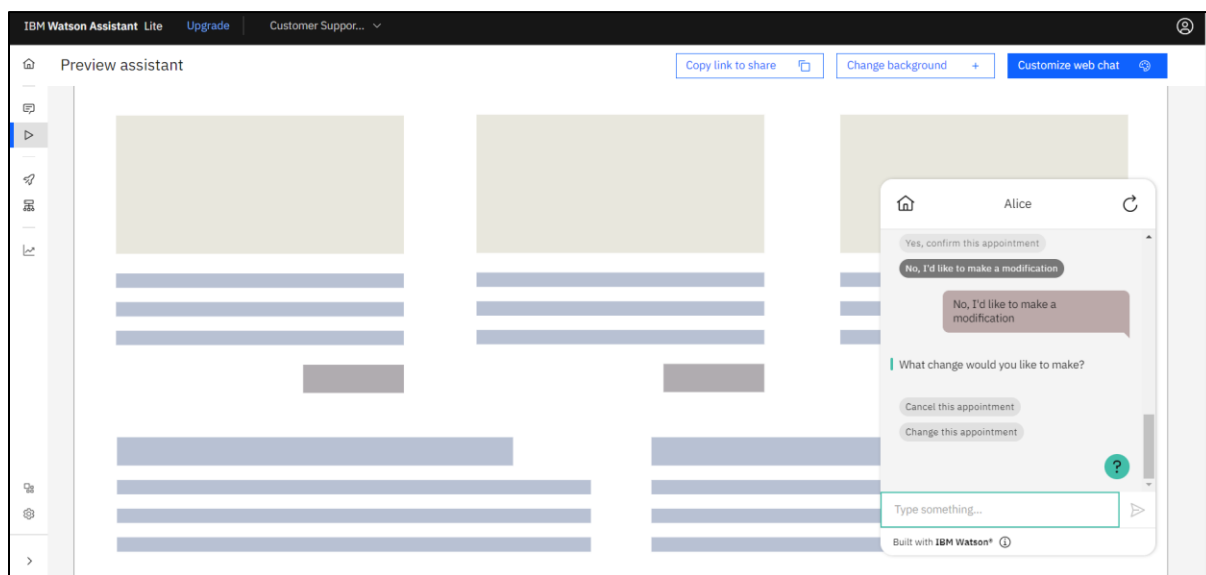 IBM Watson Assistant Lite Upgrade Customer Suppor...
Preview assistant
Copy link to share
Change background +
Customize web chat
Alice
Yes, confirm this appointment
No, I'd like to make a modification
No, I'd like to make a
modification
What change would you like to make?
Cancel this appointment
Change this appointment
?
Type something...
Built with IBM Watson®